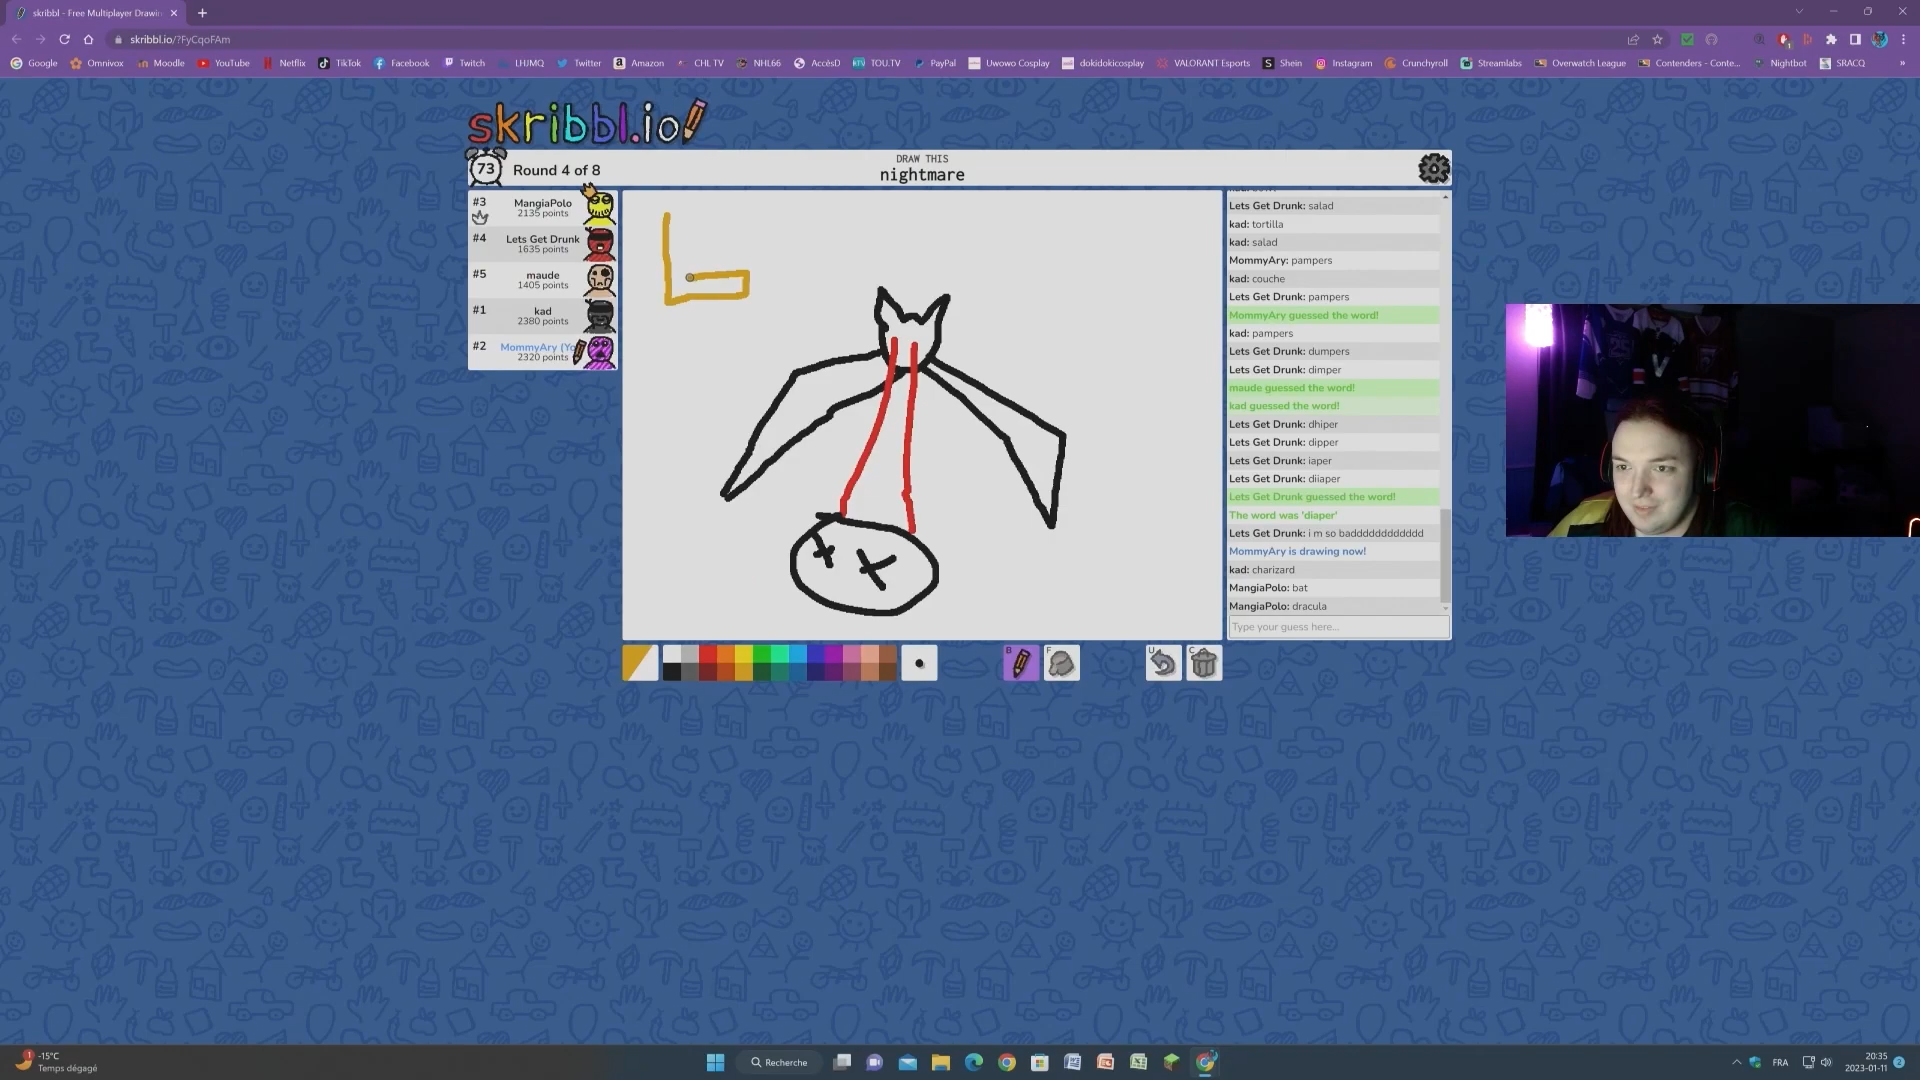 skribbl - Free Multiplayer Drawin
skribbl.io/?FyCqoFAm
Google Omnivox Moodle YouTube Netflix TikTok Facebook Twitch LHJMQ Twitter Amazon CHL TV NHL66 AccèsD TOU.TV PayPal Uwowo Cosplay dokidokicosplay VALORANT Esports Shein Instagram Crunchyroll Streamlabs Overwatch League Contenders - Conte... Nightbot SRACQ
skribbl.io
73
Round 4 of 8
DRAW THIS
nightmare
#3 MangiaPolo
2135 points
#4 Lets Get Drunk
1635 points
#5 maude
1405 points
#1 kad
2380 points
#2 MommyAry (Yo
2320 points
Lets Get Drunk: salad
kad: tortilla
kad: salad
MommyAry: pampers
kad: couche
Lets Get Drunk: pampers
MommyAry guessed the word!
kad: pampers
Lets Get Drunk: dumpers
Lets Get Drunk: dimper
maude guessed the word!
kad guessed the word!
Lets Get Drunk: dhiper
Lets Get Drunk: dipper
Lets Get Drunk: iaper
Lets Get Drunk: diiaper
Lets Get Drunk guessed the word!
The word was 'diaper'
Lets Get Drunk: i m so badddddddddddd
MommyAry is drawing now!
kad: charizard
MangiaPolo: bat
MangiaPolo: dracula
Type your guess here...
B F U C
-15°C
Temps dégagé
Recherche
FRA
20:35
2023-01-11